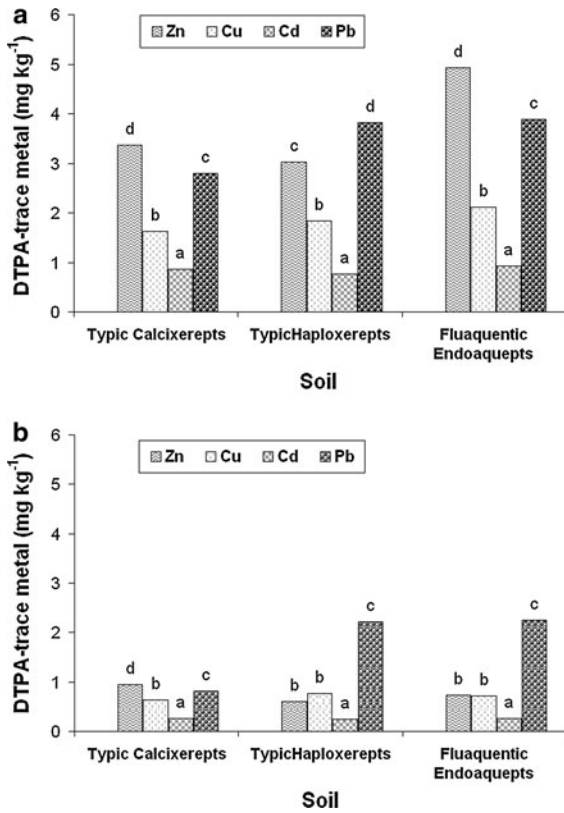 a
Zn Cu Cd Pb
DTPA-trace metal (mg kg-1)
6
5
4
3
2
1
0
d b a c
c b a d
d b a c
Typic Calcixerepts TypicHaploxerepts Fluaquentic
Endoaquepts
Soil
b
Zn Cu Cd Pb
DTPA-trace metal (mg kg-1)
6
5
4
3
2
1
0
d b a c
b b a c
b b a c
Typic Calcixerepts TypicHaploxerepts Fluaquentic
Endoaquepts
Soil